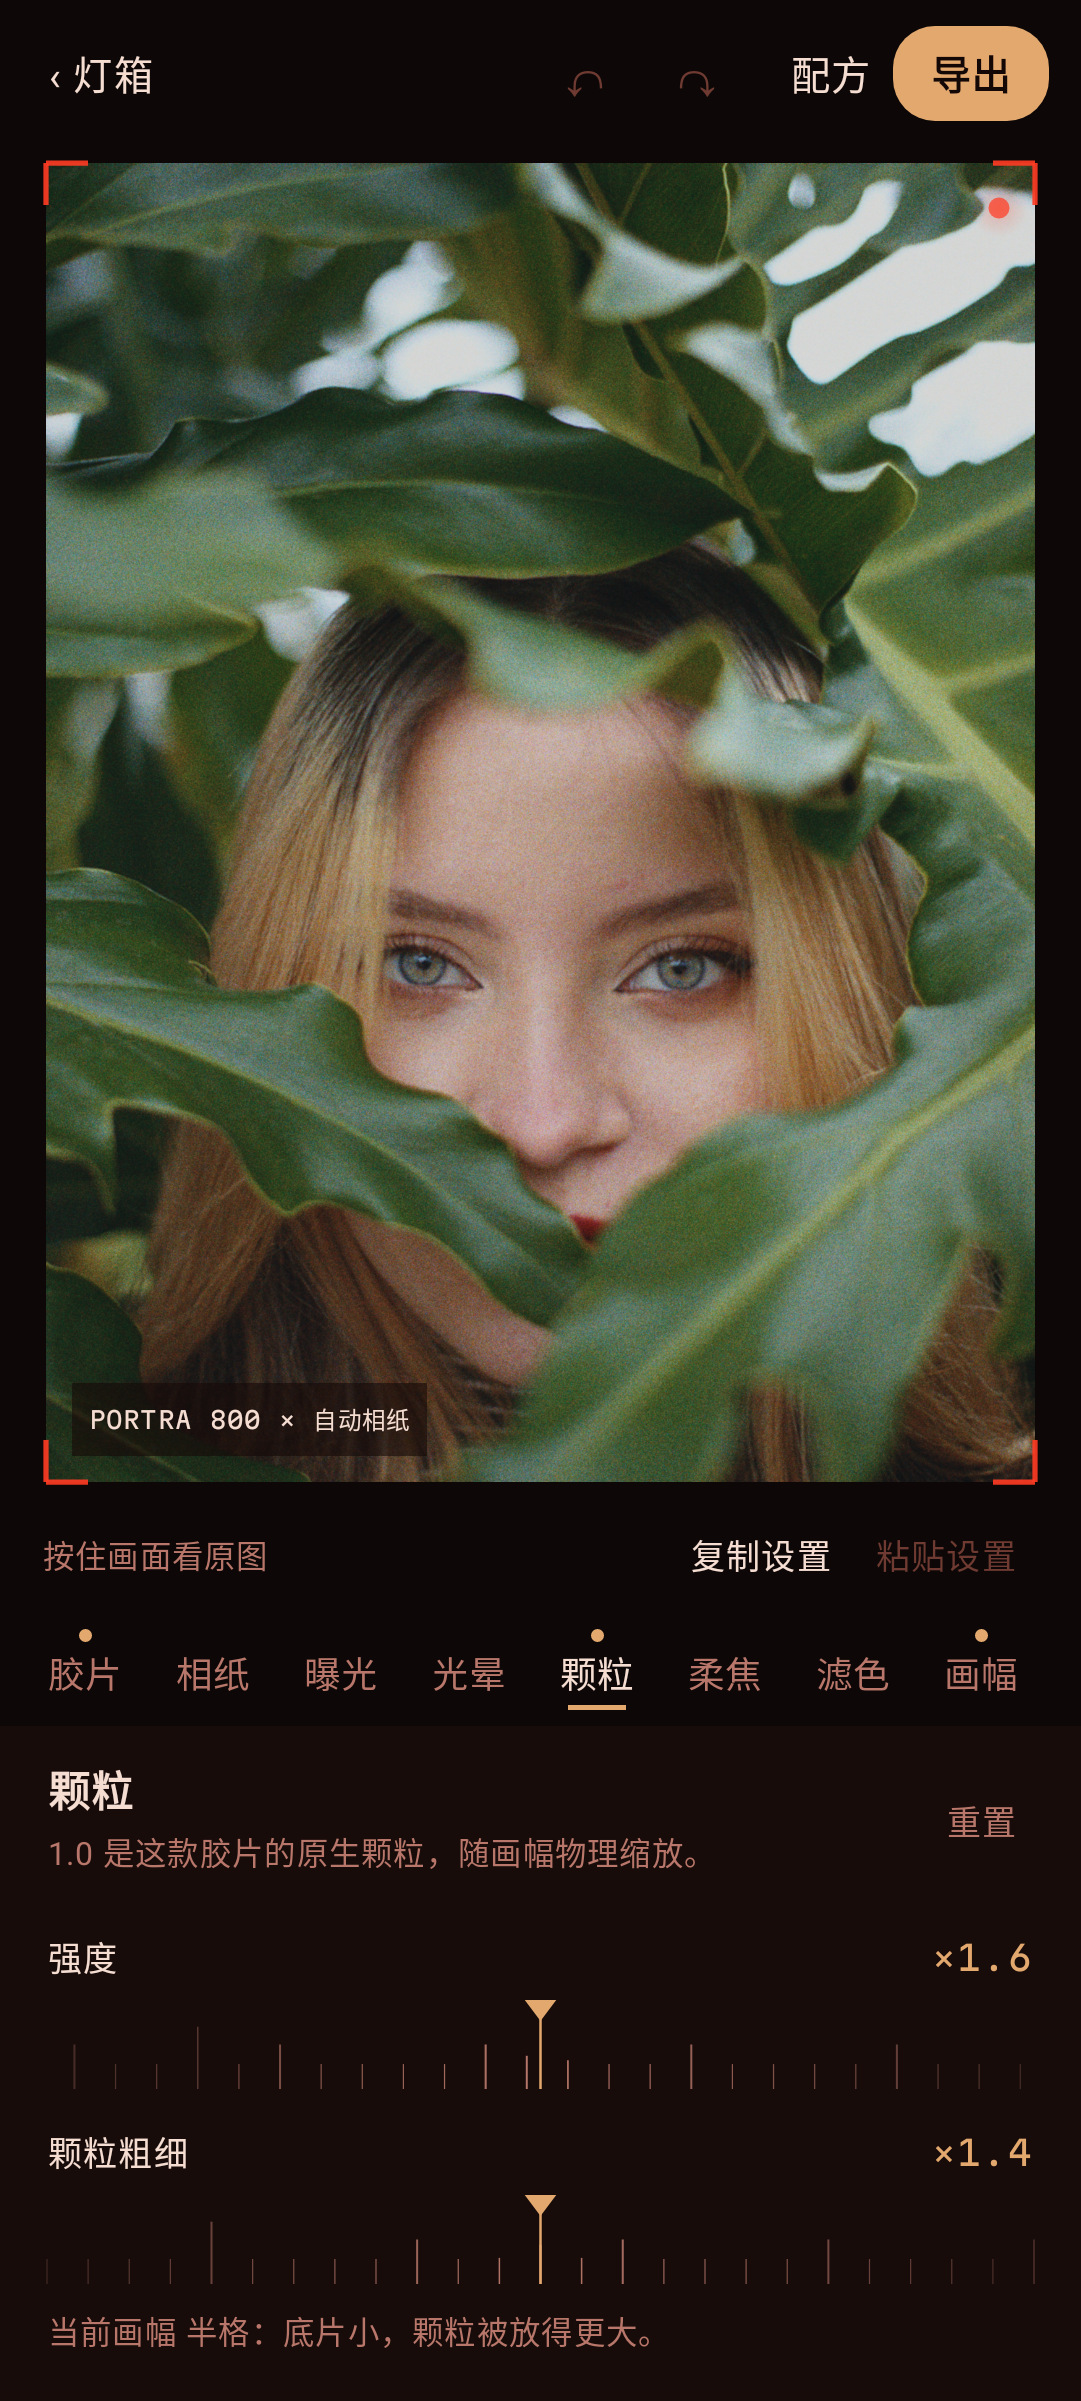 ‹ 灯箱
配方
导出
PORTRA 800 × 自动相纸
按住画面看原图
复制设置
粘贴设置
胶片 相纸 曝光 光晕 颗粒 柔焦 滤色 画幅
颗粒
1.0 是这款胶片的原生颗粒，随画幅物理缩放。
重置
强度
×1.6
颗粒粗细
×1.4
当前画幅 半格：底片小，颗粒被放得更大。